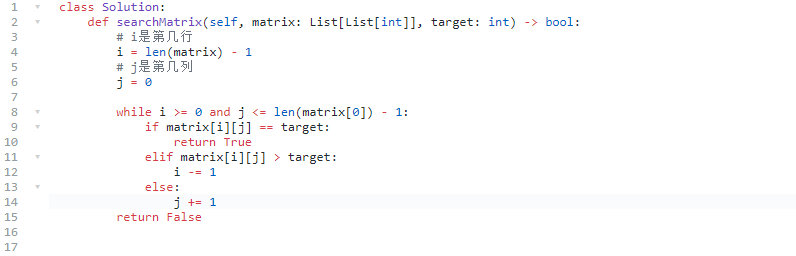 1 class Solution:
2 def searchMatrix(self, matrix: List[List[int]], target: int) -> bool:
3 # i是第几行
4 i = len(matrix) - 1
5 # j是第几列
6 j = 0
7
8 while i >= 0 and j <= len(matrix[0]) - 1:
9 if matrix[i][j] == target:
10 return True
11 elif matrix[i][j] > target:
12 i -= 1
13 else:
14 j += 1
15 return False
16
17